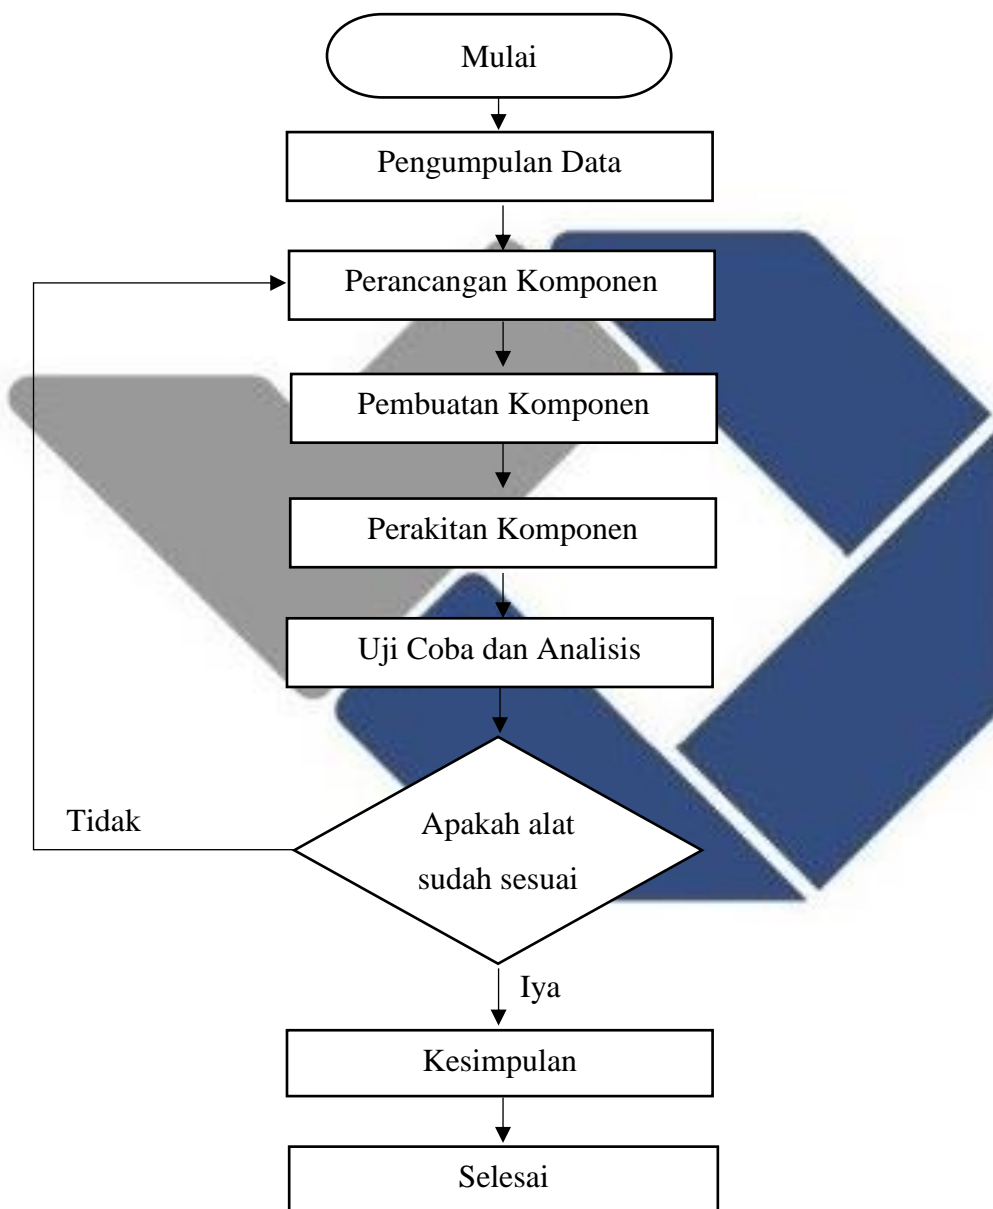 Mulai
Pengumpulan Data
Perancangan Komponen
Pembuatan Komponen
Perakitan Komponen
Uji Coba dan Analisis
Tidak
Apakah alat
sudah sesuai
Iya
Kesimpulan
Selesai